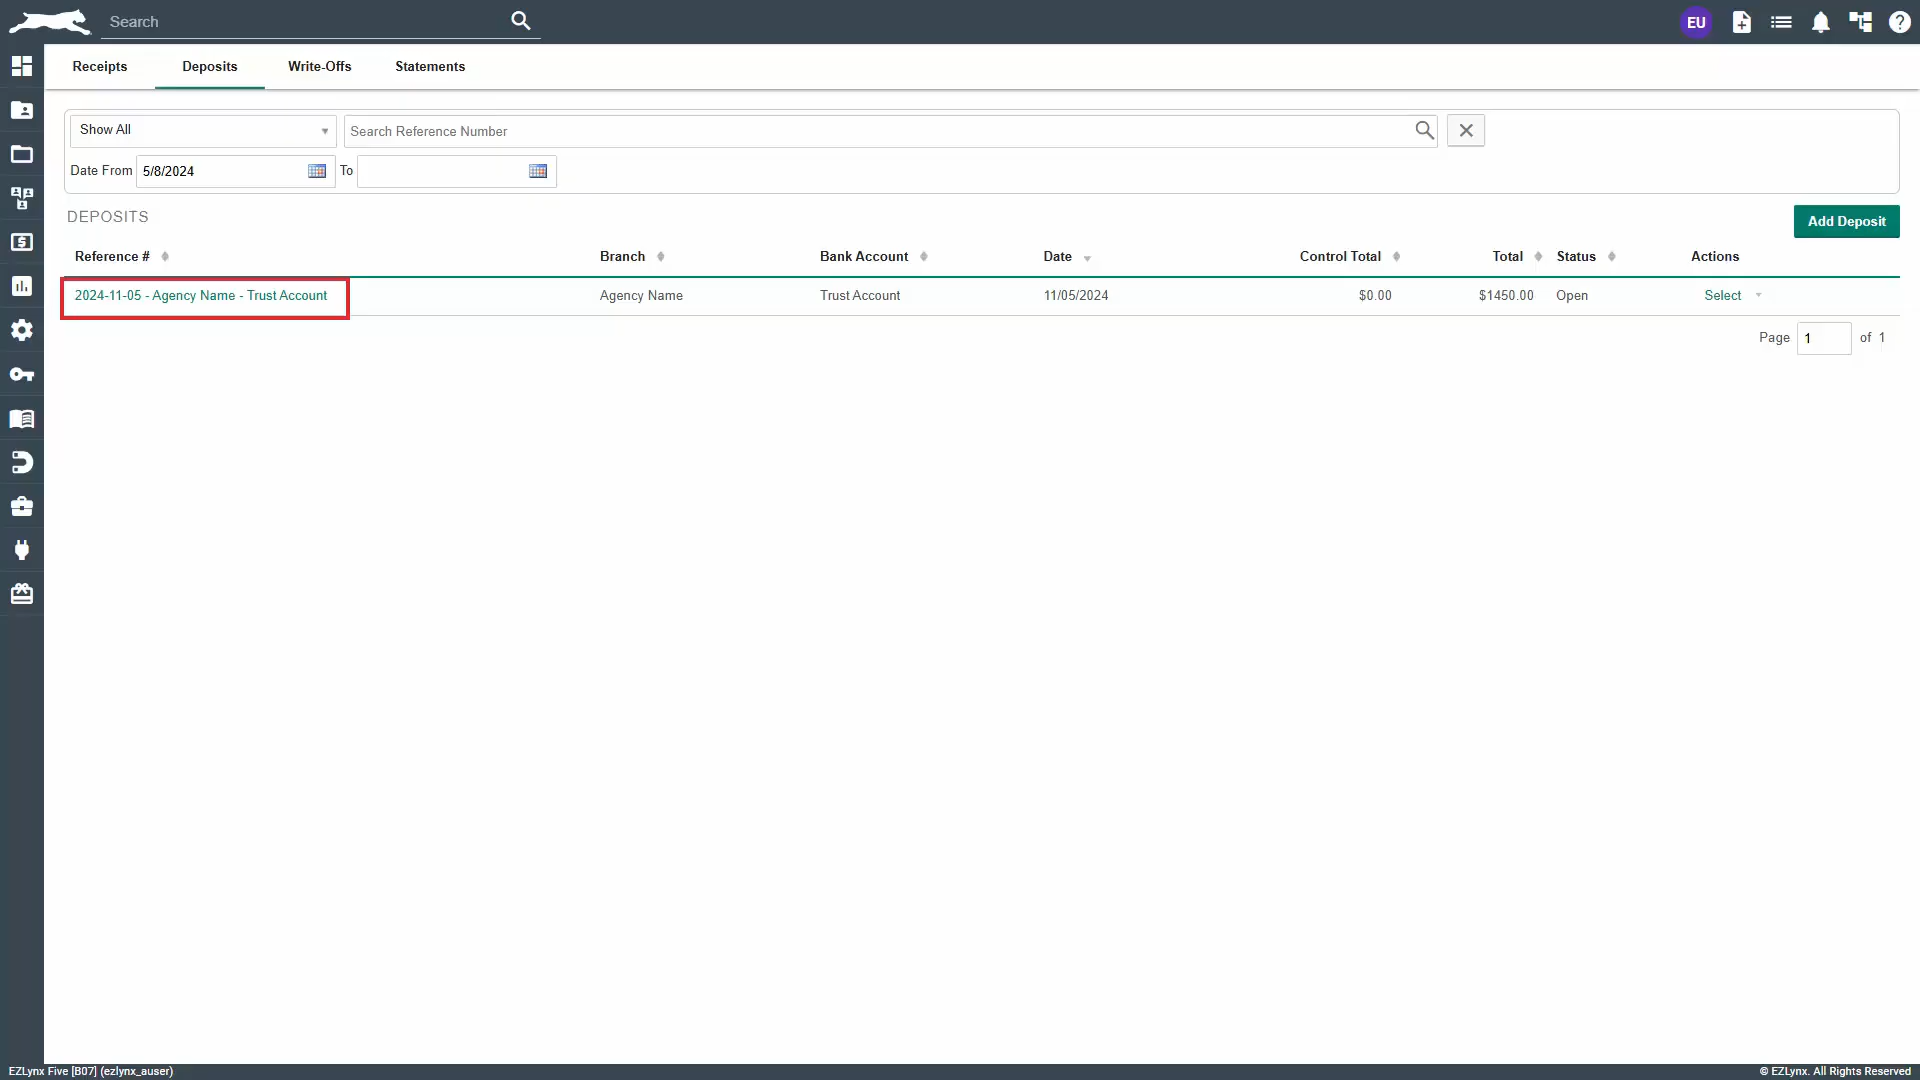 Search
EU
Receipts Deposits Write-Offs Statements
Show All Search Reference Number
Date From 5/8/2024 To
DEPOSITS
Add Deposit
Reference # Branch Bank Account Date Control Total Total Status Actions
2024-11-05 - Agency Name - Trust Account Agency Name Trust Account 11/05/2024 $0.00 $1450.00 Open Select
Page 1 of 1
EZLynx Five [B07] (ezlynx_auser) © EZLynx. All Rights Reserved